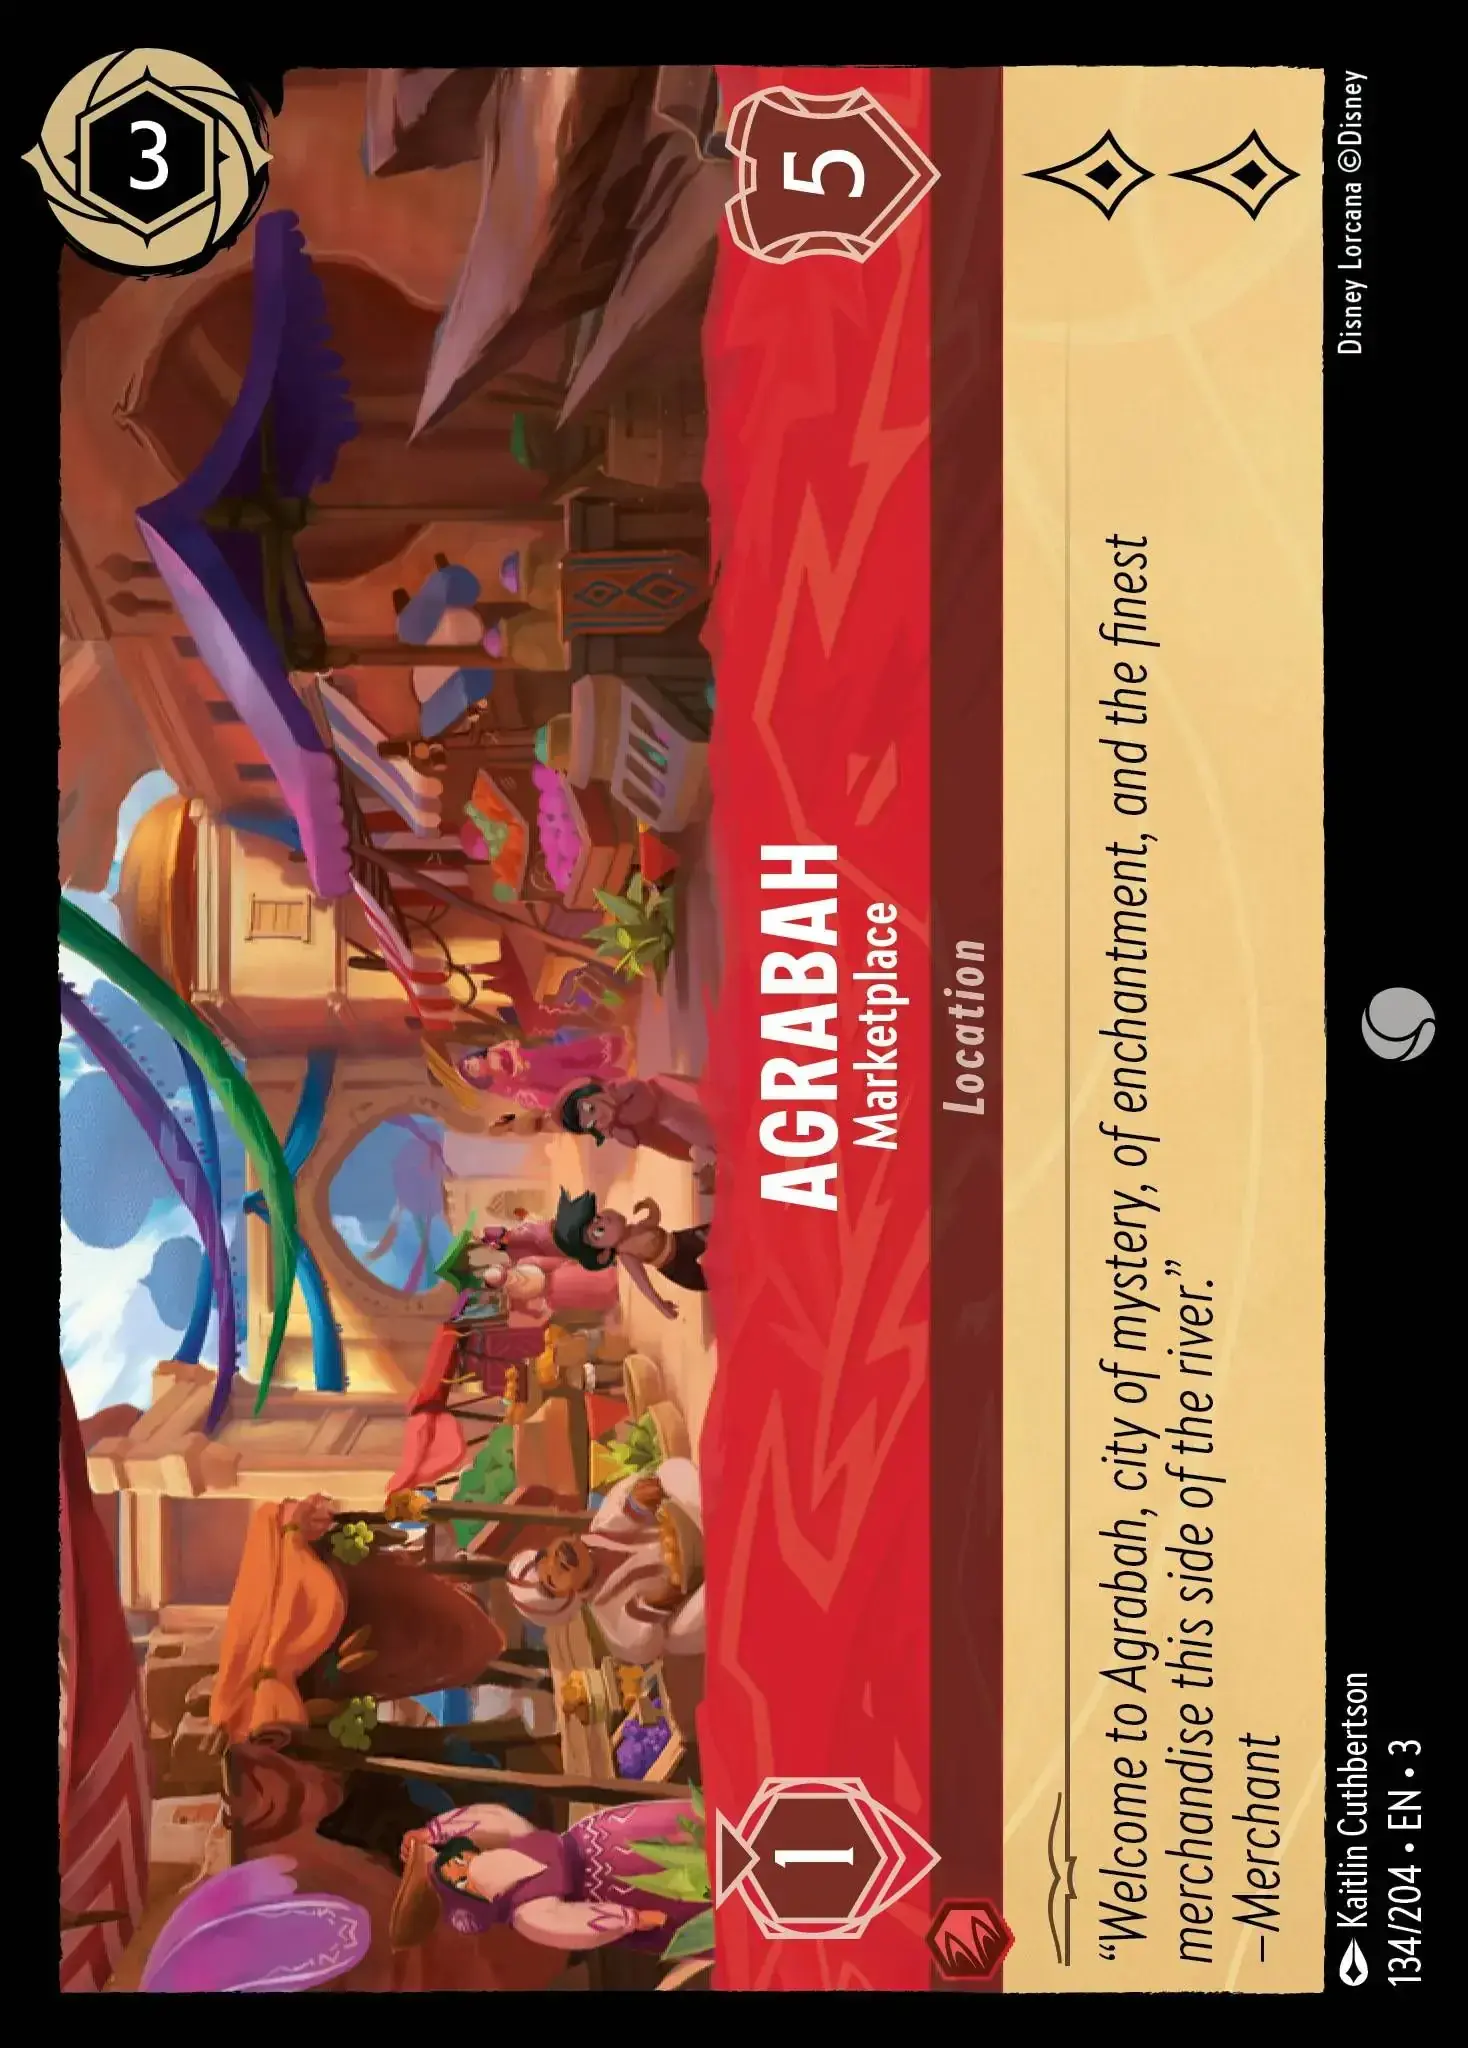 3
1
AGRABAH
5
Marketplace
Location
“Welcome to Agrabah, city of mystery, of enchantment, and the finest
merchandise this side of the river.”
–Merchant
Kaitlin Cuthbertson
Disney Lorcana ©Disney
134/204 • EN • 3